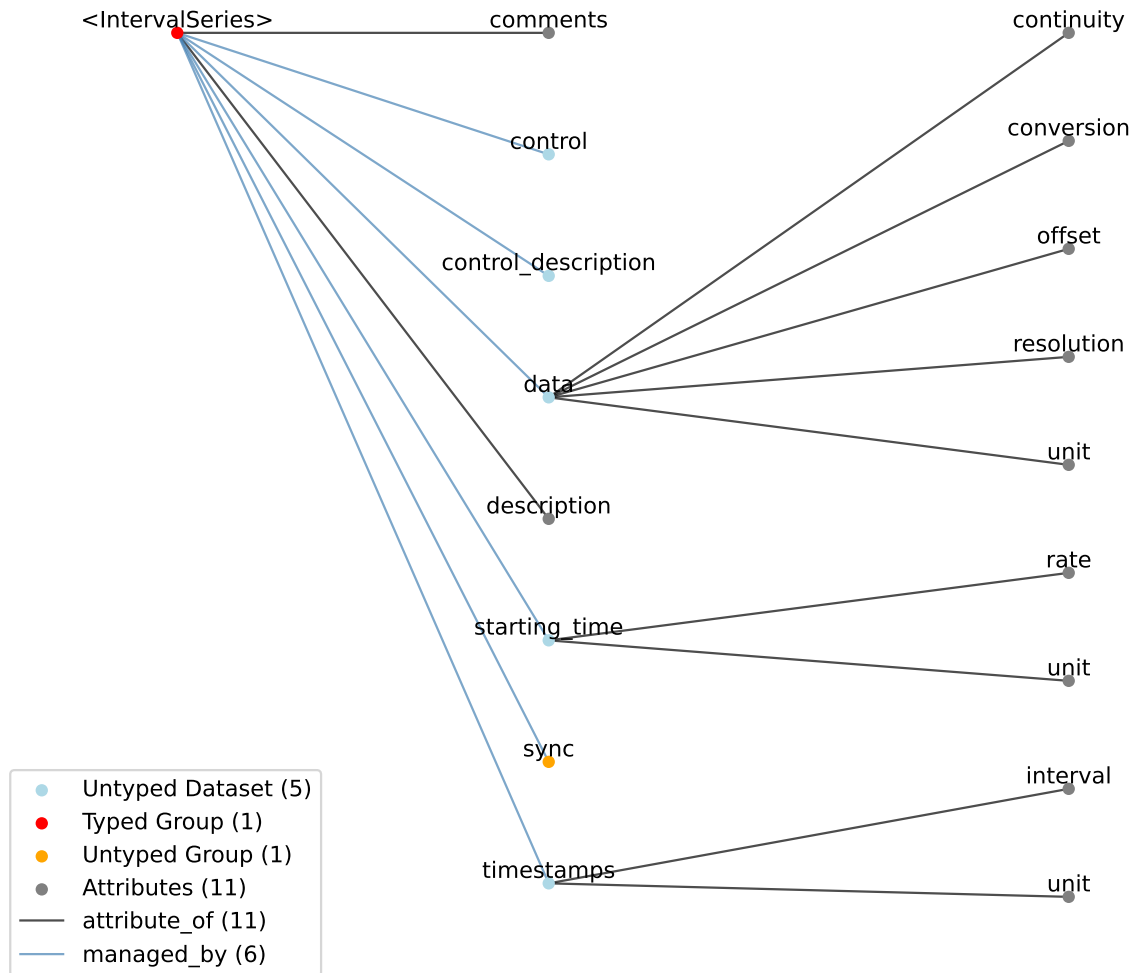 <IntervalSeries>
comments
continuity
control
conversion
control_description
offset
data
resolution
unit
description
rate
starting_time
unit
sync
interval
timestamps
unit
Untyped Dataset (5)
Typed Group (1)
Untyped Group (1)
Attributes (11)
attribute_of (11)
managed_by (6)